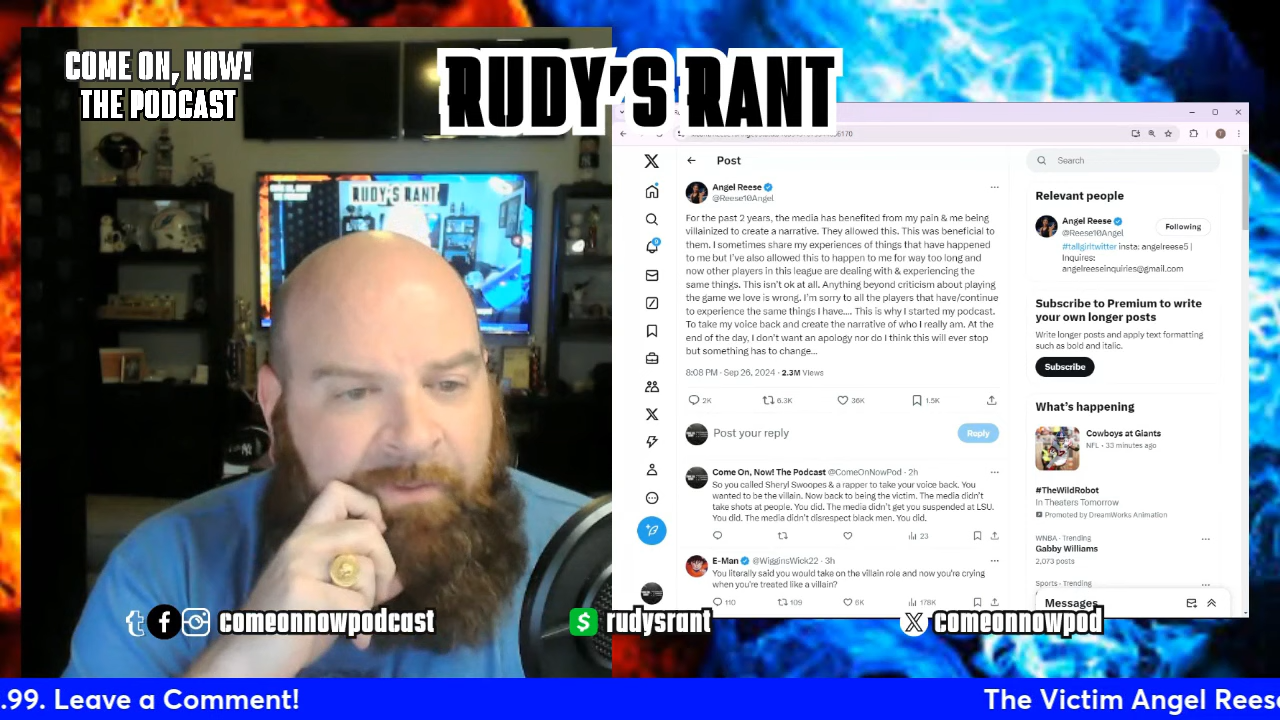 COME ON, NOW!
THE PODCAST
RUDY'S RANT
RUDY'S RANT
Post
Search
Angel Reese
@Reese10Angel
For the past 2 years, the media has benefited from my pain & me being
villainized to create a narrative. They allowed this. This was beneficial to
them. I sometimes share my experiences of things that have happened
to me but I've also allowed this to happen to me for way too long and
now other players in this league are dealing with & experiencing the
same things. This isn't ok at all. Anything beyond criticism about playing
the game we love is wrong. I'm sorry to all the players that have/continue
to experience the same things I have.... This is why I started my podcast.
To take my voice back and create the narrative of who I really am. At the
end of the day, I don't want an apology nor do I think this will ever stop
but something has to change...
8:08 PM · Sep 26, 2024 · 2.3M Views
2K 6.3K 36K 1.5K
Post your reply
Reply
Come On, Now! The Podcast @ComeOnNowPod · 2h
So you called Sheryl Swoopes & a rapper to take your voice back. You
wanted to be the villain. Now back to being the victim. The media didn't
take shots at people. You did. The media didn't get you suspended at LSU.
You did. The media didn't disrespect black men. You did.
23
E-Man @WigginsWick22 · 3h
You literally said you would take on the villain role and now you're crying
when you're treated like a villain?
110 109 6K 178K
Relevant people
Angel Reese
@Reese10Angel
Following
#tallgirltwitter insta: angelreese5 |
Inquires:
angelreeseinquiries@gmail.com
Subscribe to Premium to write
your own longer posts
Write longer posts and apply text formatting
such as bold and italic.
Subscribe
What's happening
Cowboys at Giants
NFL · 33 minutes ago
#TheWildRobot
In Theaters Tomorrow
Promoted by DreamWorks Animation
WNBA · Trending
Gabby Williams
2,073 posts
Sports · Trending
Messages
comeonnowpodcast
rudysrant
comeonnowpod
.99. Leave a Comment!
The Victim Angel Reese